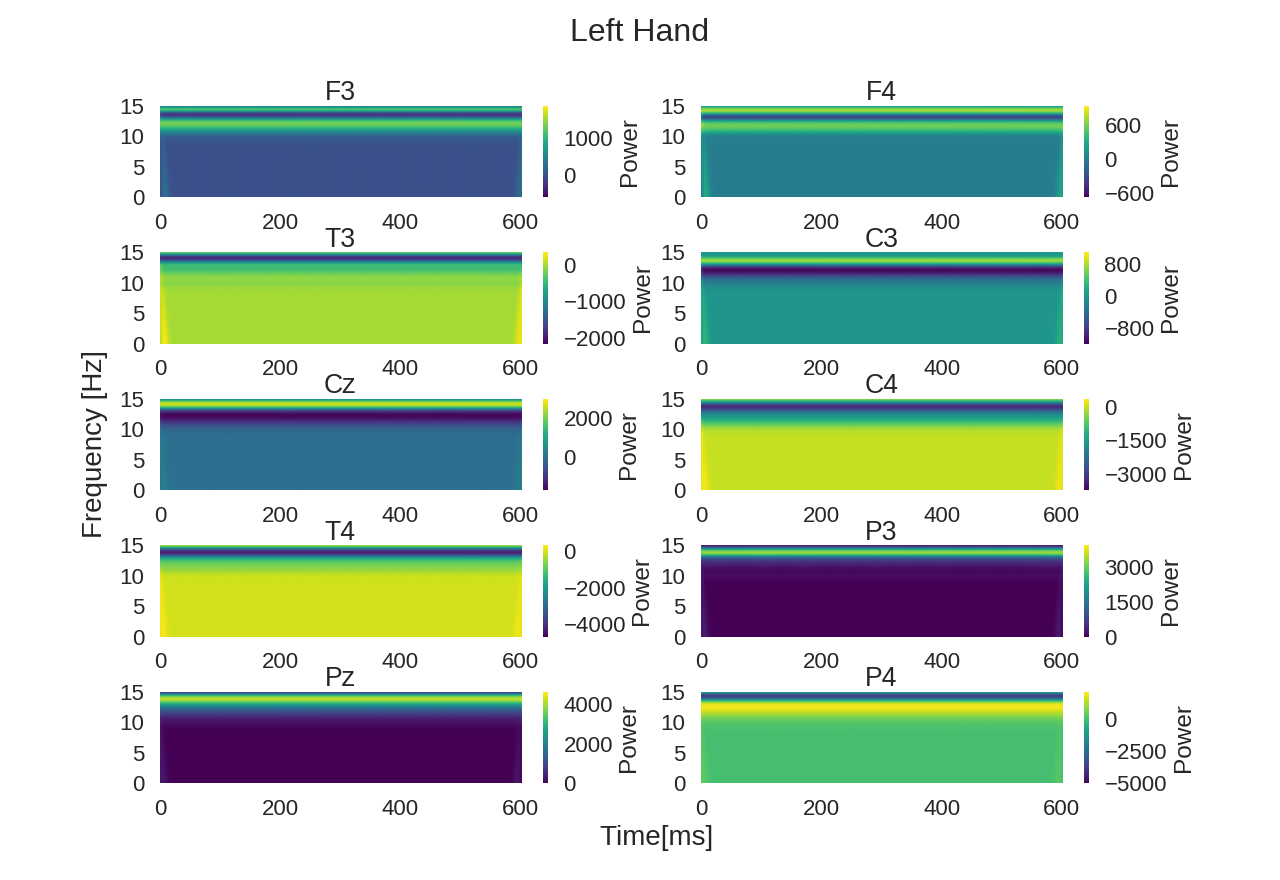 Left Hand
F3
15
10
5
0
0 200 400 600
1000
0
Power
F4
15
10
5
0
0 200 400 600
600
0
−600
Power
T3
15
10
5
0
0 200 400 600
0
−1000
−2000
Power
C3
15
10
5
0
0 200 400 600
800
0
−800
Power
Cz
15
10
5
0
0 200 400 600
2000
0
Power
C4
15
10
5
0
0 200 400 600
0
−1500
−3000
Power
T4
15
10
5
0
0 200 400 600
0
−2000
−4000
Power
P3
15
10
5
0
0 200 400 600
3000
1500
0
Power
Pz
15
10
5
0
0 200 400 600
4000
2000
0
Power
P4
15
10
5
0
0 200 400 600
0
−2500
−5000
Power
Frequency [Hz]
Time[ms]